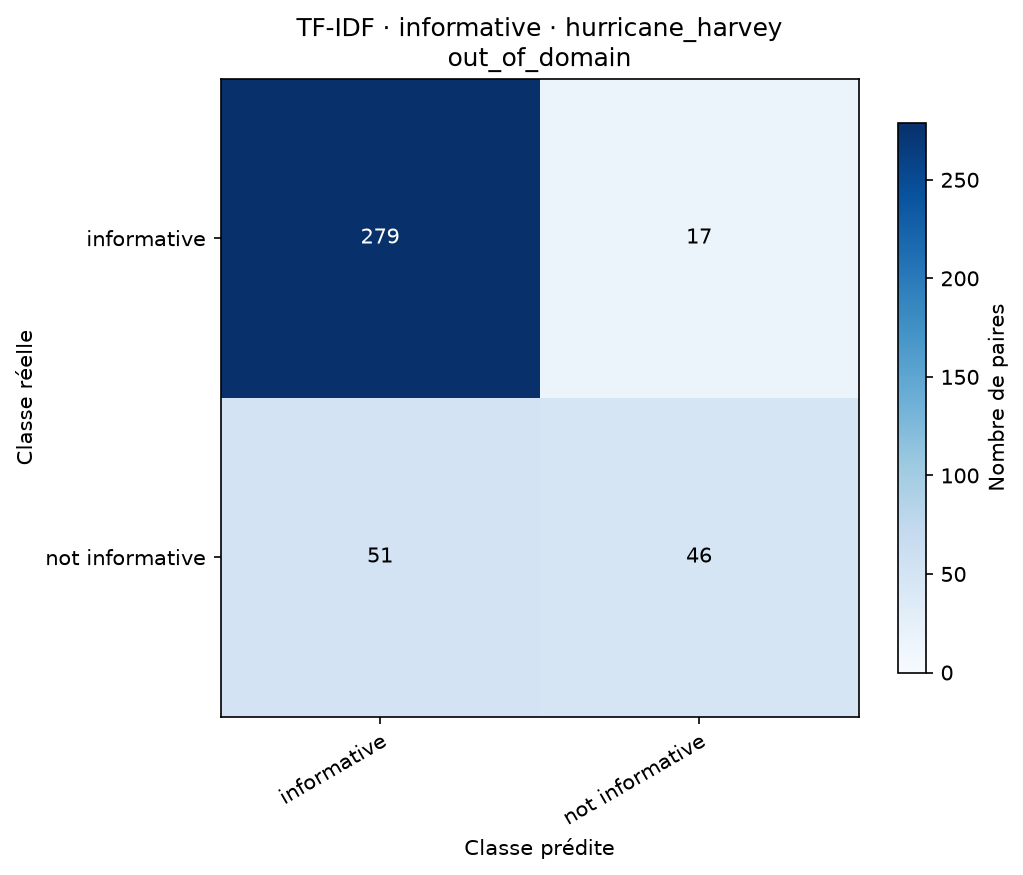 TF-IDF · informative · hurricane_harvey
out_of_domain
Classe réelle
informative
279
17
not informative
51
46
informative
not informative
Classe prédite
250
200
150
100
50
0
Nombre de paires